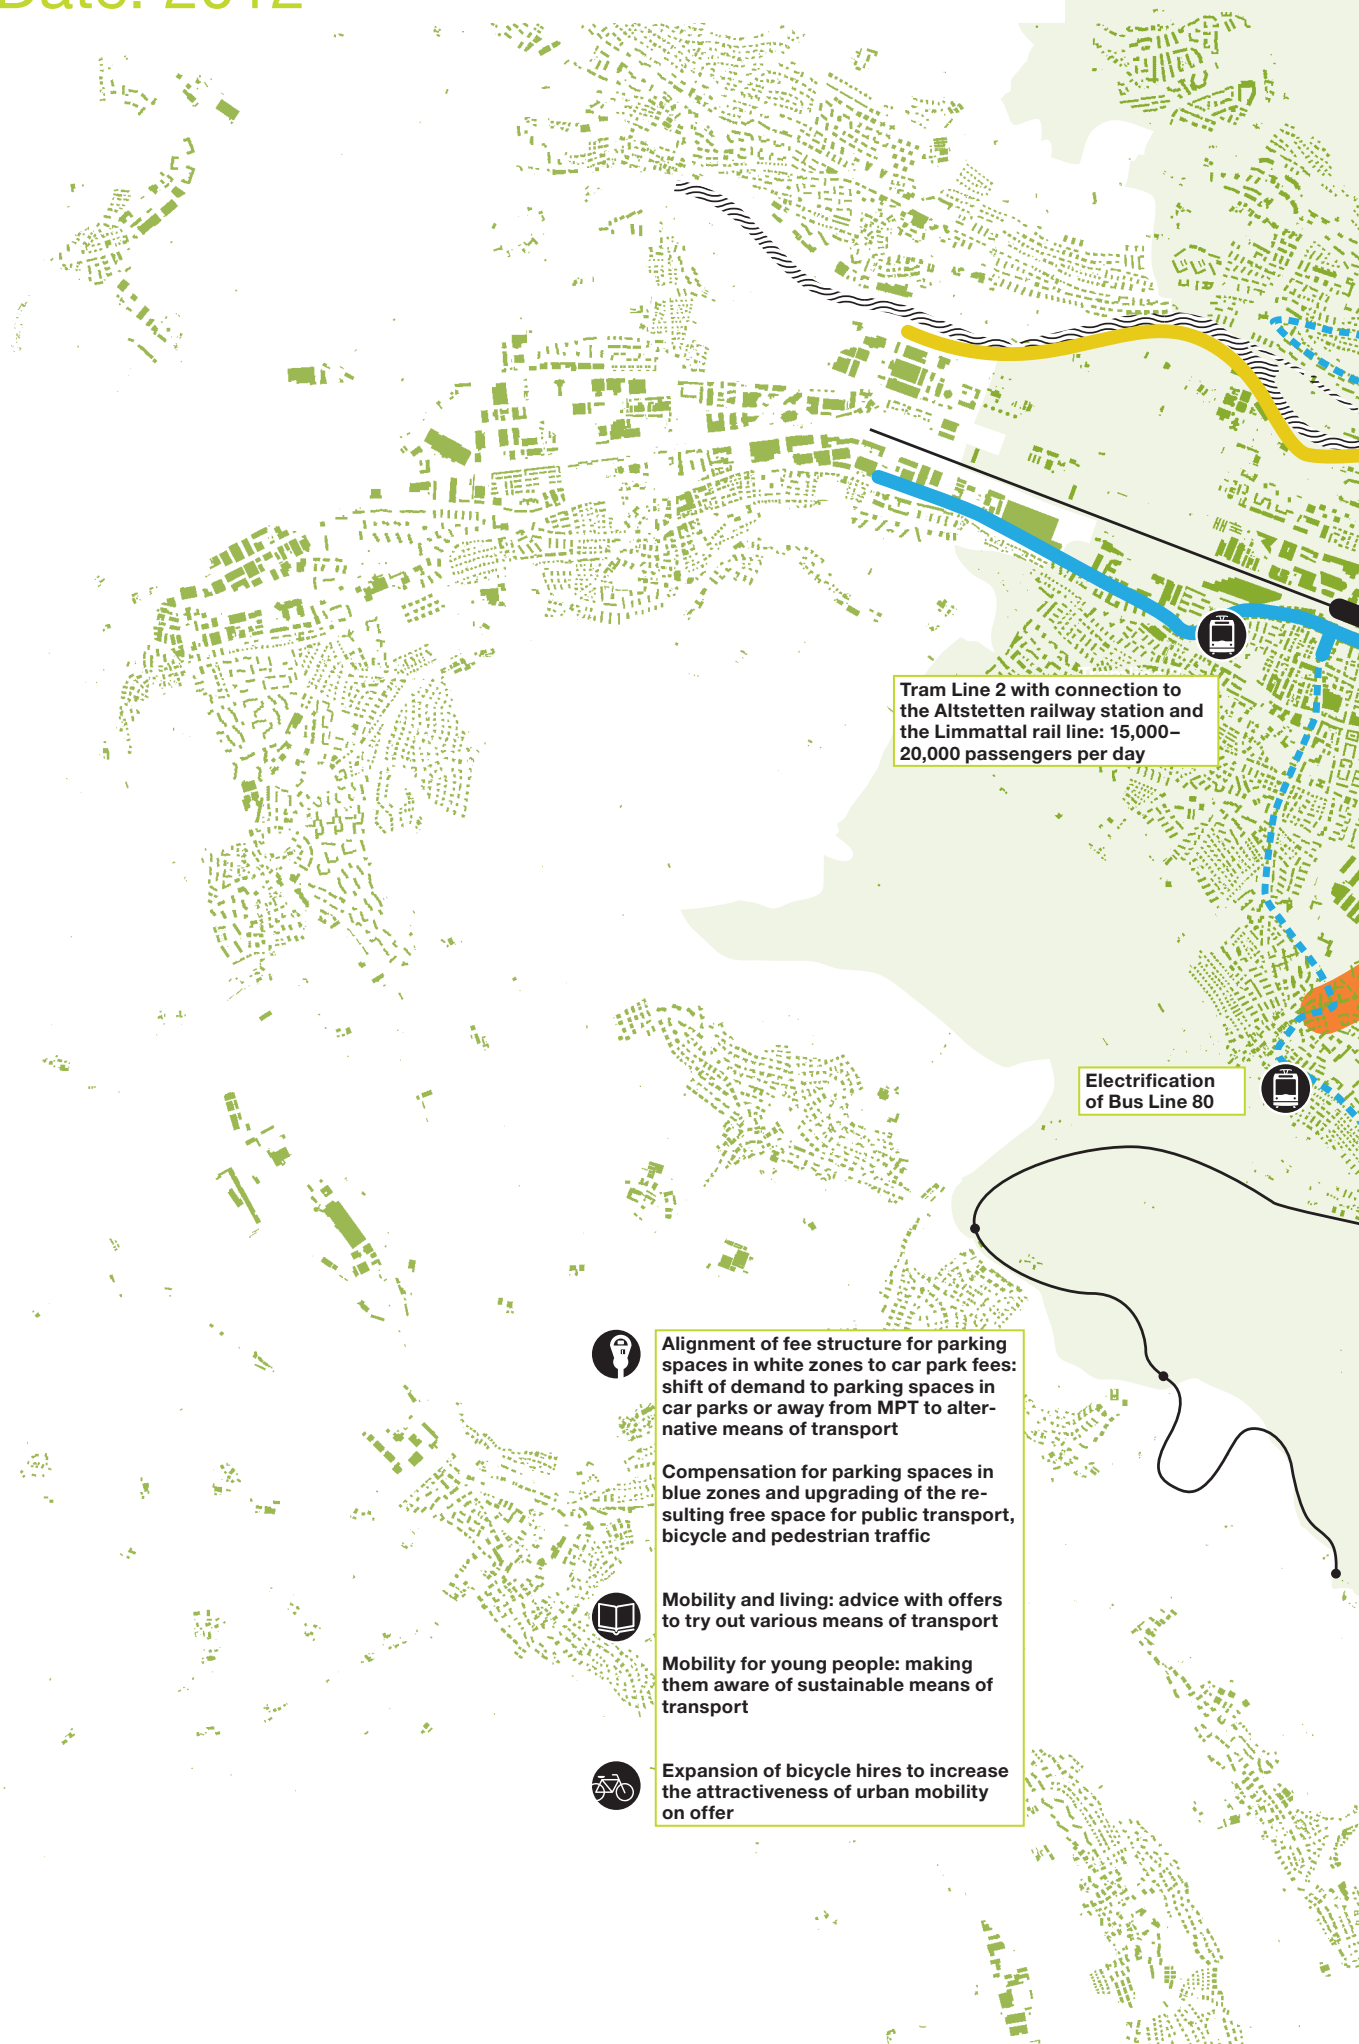 Date: 2012
Tram Line 2 with connection to
the Altstetten railway station and
the Limmattal rail line: 15,000–
20,000 passengers per day
Electrification
of Bus Line 80
Alignment of fee structure for parking
spaces in white zones to car park fees:
shift of demand to parking spaces in
car parks or away from MPT to alter-
native means of transport
Compensation for parking spaces in
blue zones and upgrading of the re-
sulting free space for public transport,
bicycle and pedestrian traffic
Mobility and living: advice with offers
to try out various means of transport
Mobility for young people: making
them aware of sustainable means of
transport
Expansion of bicycle hires to increase
the attractiveness of urban mobility
on offer